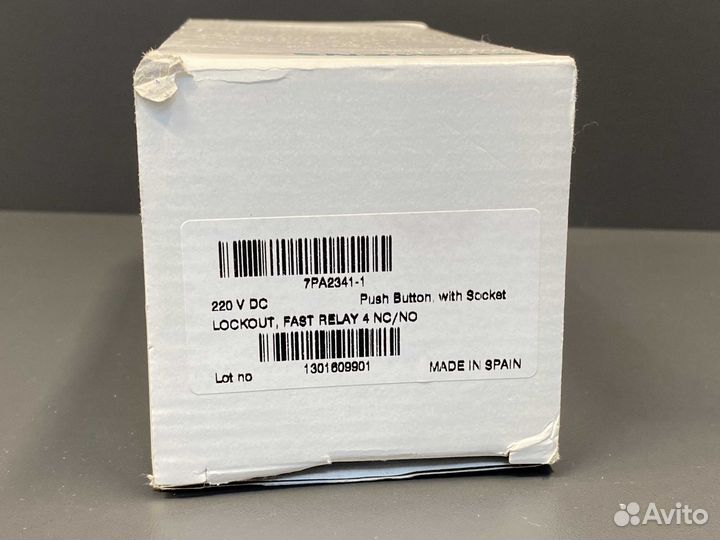 7PA2341-1
220 V DC Push Button, with Socket
LOCKOUT, FAST RELAY 4 NC/NO
1301609901
Lot no MADE IN SPAIN
Avito